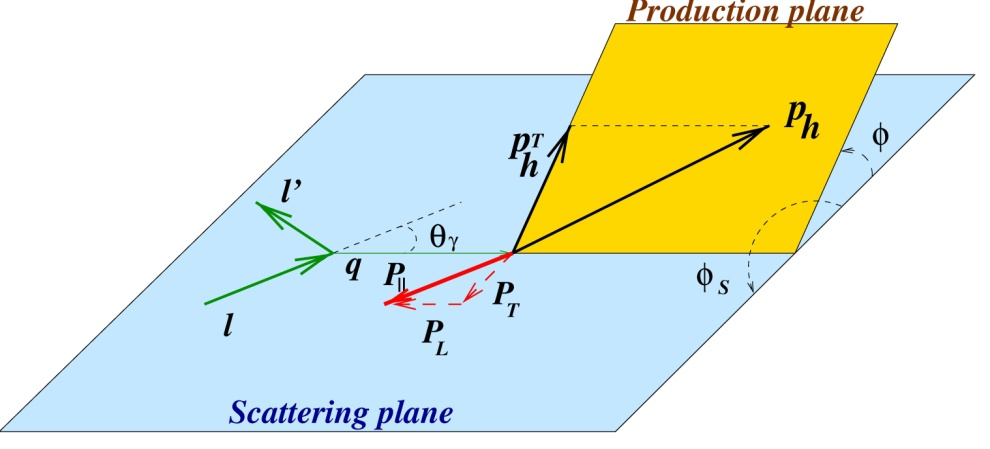 Production plane
p_h
p_h^T
ϕ
l’
θ_γ
q
P_||
ϕ_S
P_T
l
P_L
Scattering plane